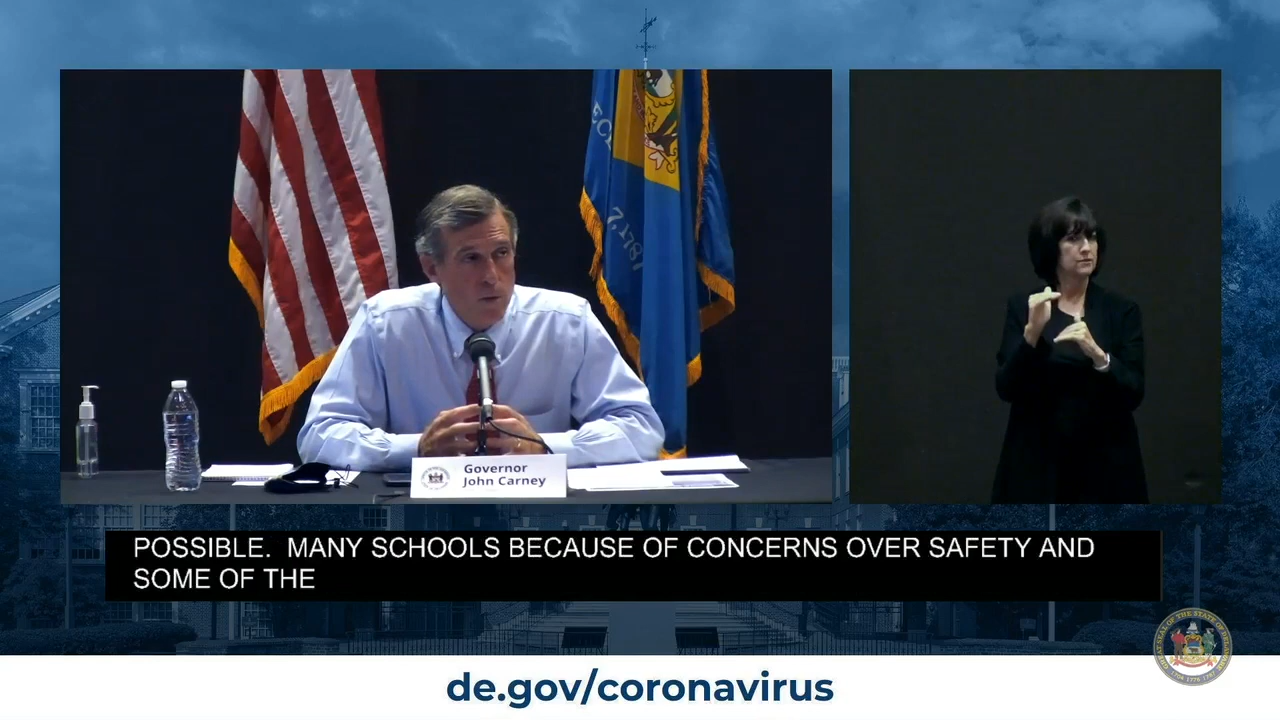 Governor
John Carney
POSSIBLE.  MANY SCHOOLS BECAUSE OF CONCERNS OVER SAFETY AND
SOME OF THE
de.gov/coronavirus